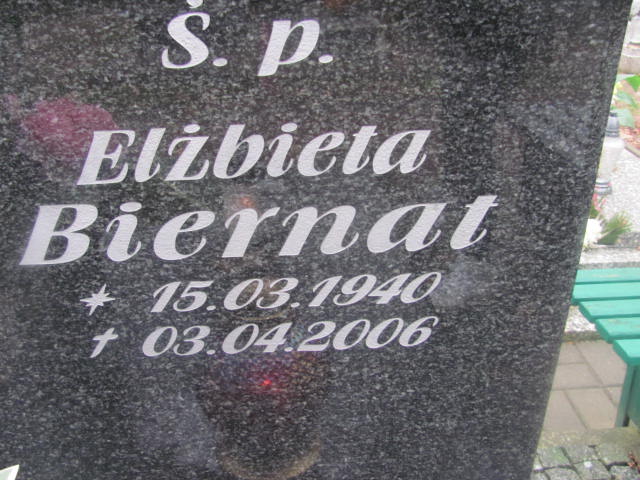 Ś. p.
Elżbieta
Biernat
* 15.03.1940
† 03.04.2006